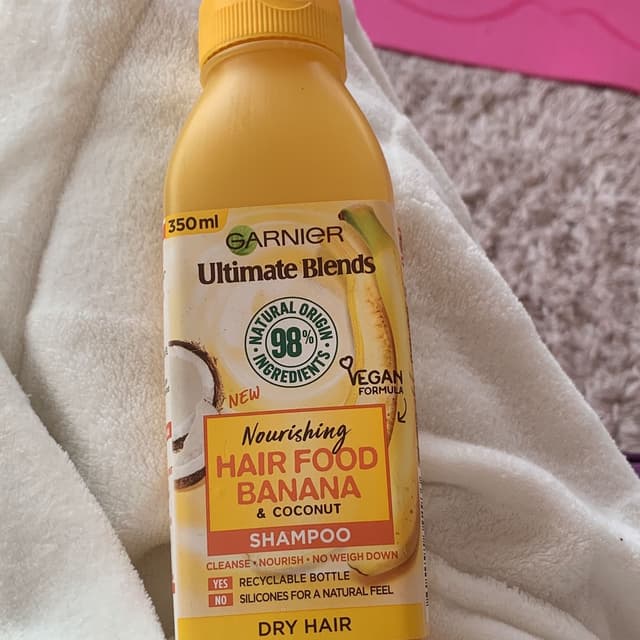 350ml
GARNIER
Ultimate Blends
NATURAL ORIGIN
98%
INGREDIENTS
VEGAN
FORMULA
NEW
Nourishing
HAIR FOOD
BANANA
& COCONUT
SHAMPOO
CLEANSE • NOURISH • NO WEIGH DOWN
YES RECYCLABLE BOTTLE
NO SILICONES FOR A NATURAL FEEL
DRY HAIR